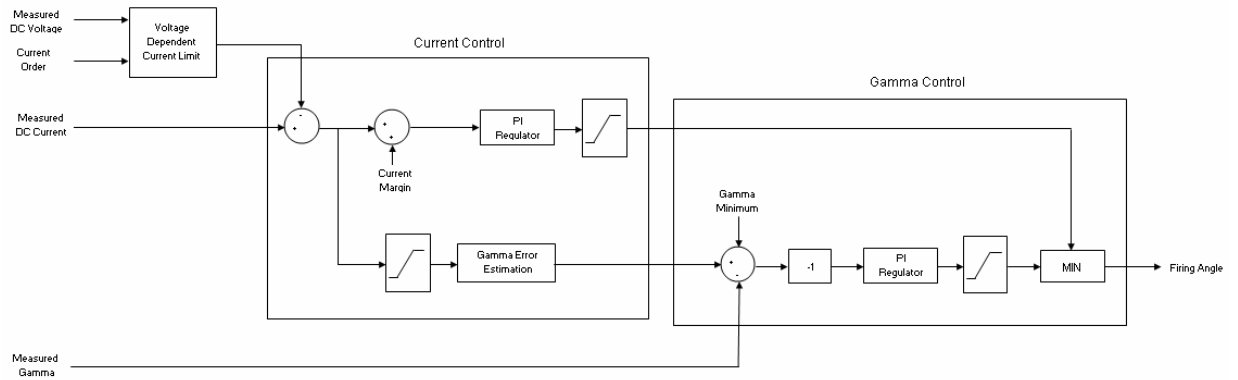 Measured
DC Voltage
Current
Order
Voltage
Dependent
Current Limit
Current Control
Gamma Control
Measured
DC Current
-
+
+
+
PI
Regulator
Current
Margin
Gamma
Minimum
Gamma Error
Estimation
+
-
-1
PI
Regulator
MIN
Firing Angle
Measured
Gamma